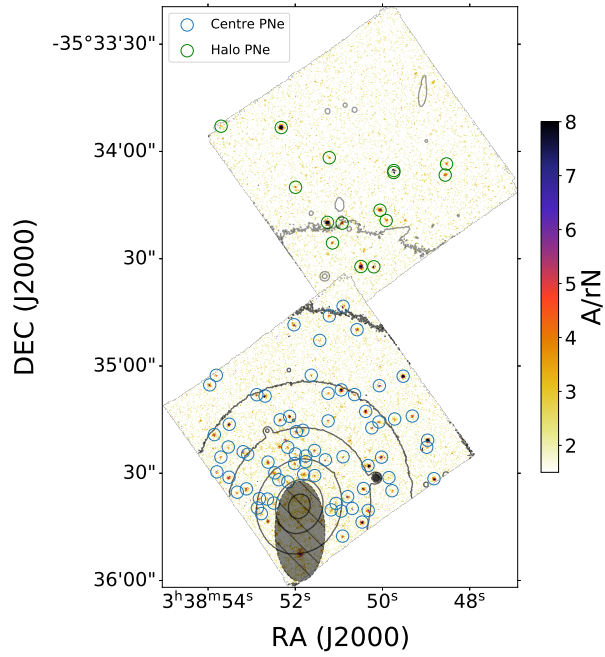 Centre PNe
Halo PNe
-35°33'30"
34'00"
30"
35'00"
30"
36'00"
3ʰ38ᵐ54ˢ 52ˢ 50ˢ 48ˢ
RA (J2000)
DEC (J2000)
8
7
6
5
4
3
2
A/rN